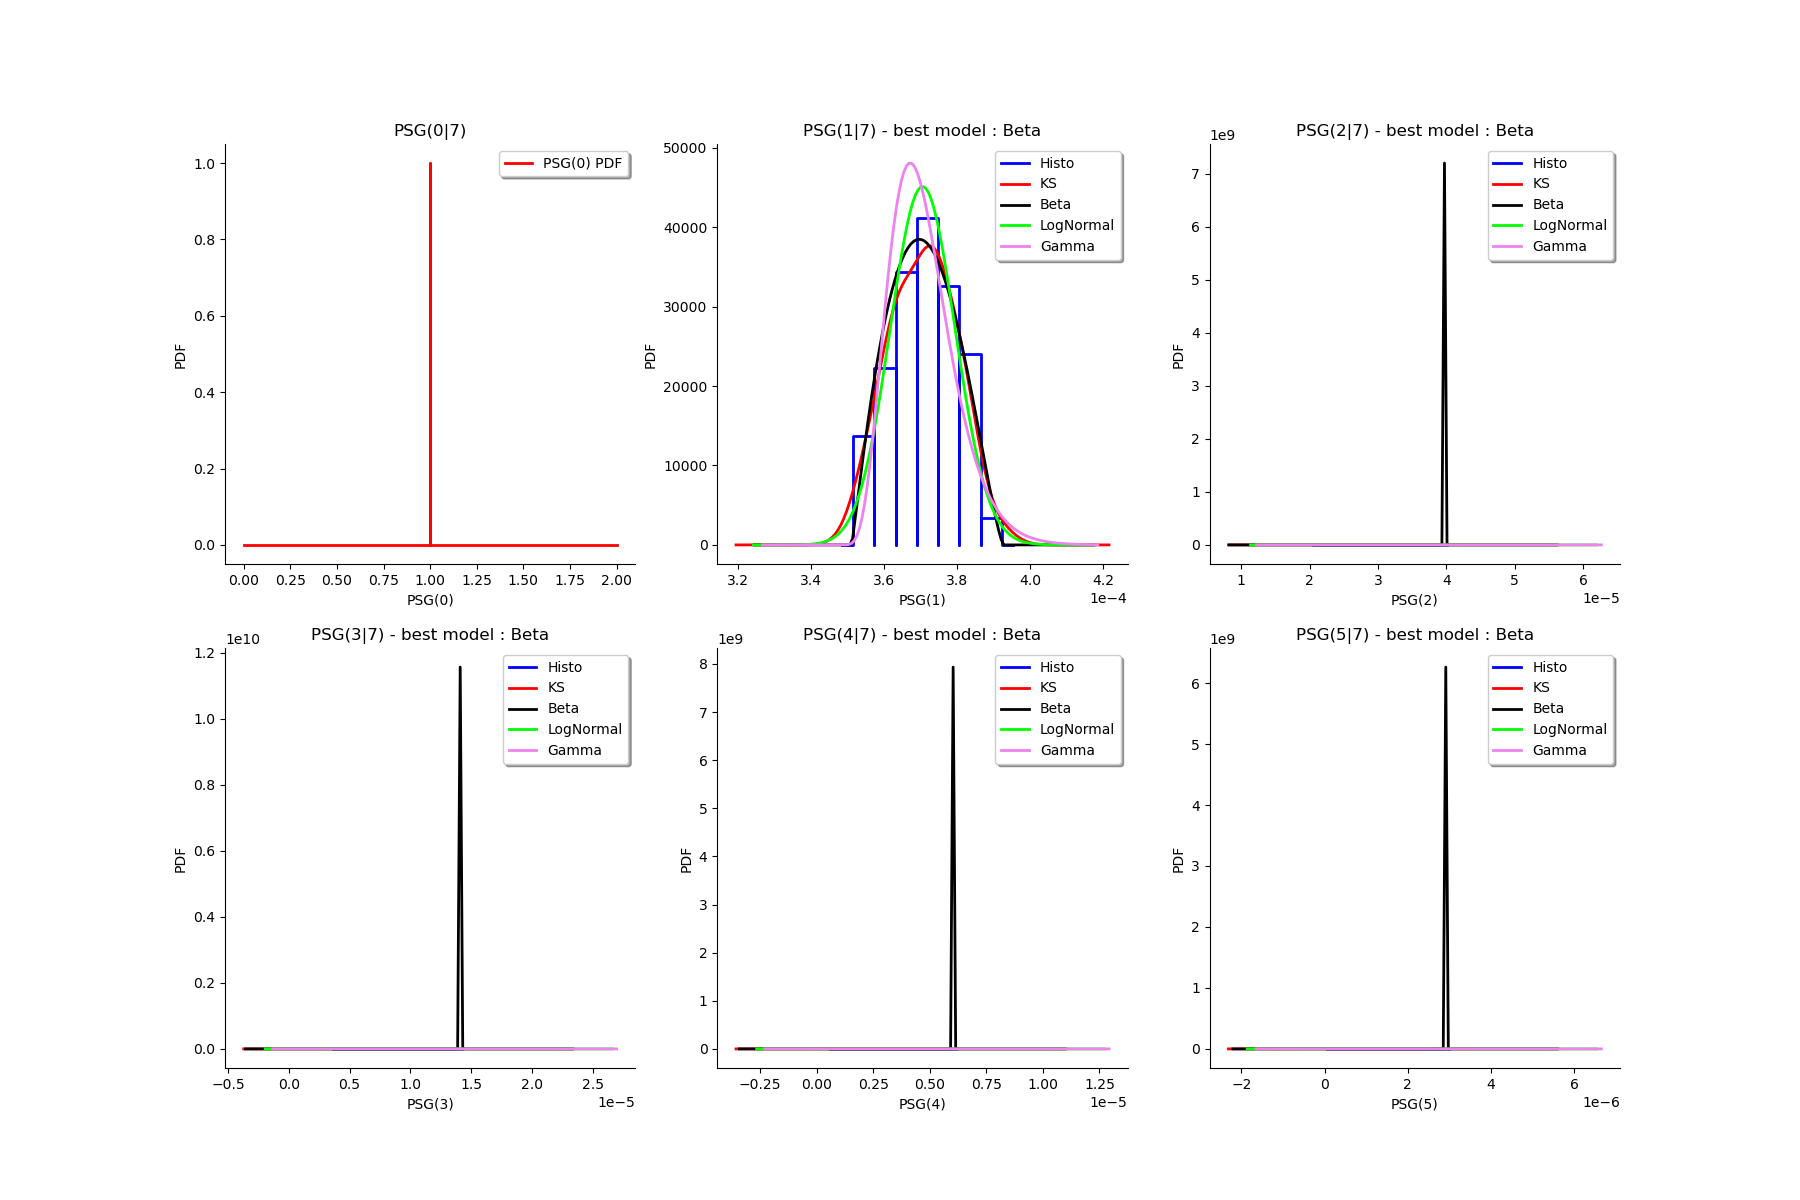 PSG(0|7)
1.0
0.8
0.6
0.4
0.2
0.0
PDF
0.00 0.25 0.50 0.75 1.00 1.25 1.50 1.75 2.00
PSG(0)
PSG(0) PDF
PSG(1|7) - best model : Beta
50000
40000
30000
20000
10000
0
PDF
3.2 3.4 3.6 3.8 4.0 4.2
PSG(1)
1e−4
Histo
KS
Beta
LogNormal
Gamma
PSG(2|7) - best model : Beta
1e9
7
6
5
4
3
2
1
0
PDF
1 2 3 4 5 6
PSG(2)
1e−5
Histo
KS
Beta
LogNormal
Gamma
PSG(3|7) - best model : Beta
1e10
1.2
1.0
0.8
0.6
0.4
0.2
0.0
PDF
−0.5 0.0 0.5 1.0 1.5 2.0 2.5
PSG(3)
1e−5
Histo
KS
Beta
LogNormal
Gamma
PSG(4|7) - best model : Beta
1e9
8
7
6
5
4
3
2
1
0
PDF
−0.25 0.00 0.25 0.50 0.75 1.00 1.25
PSG(4)
1e−5
Histo
KS
Beta
LogNormal
Gamma
PSG(5|7) - best model : Beta
1e9
6
5
4
3
2
1
0
PDF
−2 0 2 4 6
PSG(5)
1e−6
Histo
KS
Beta
LogNormal
Gamma